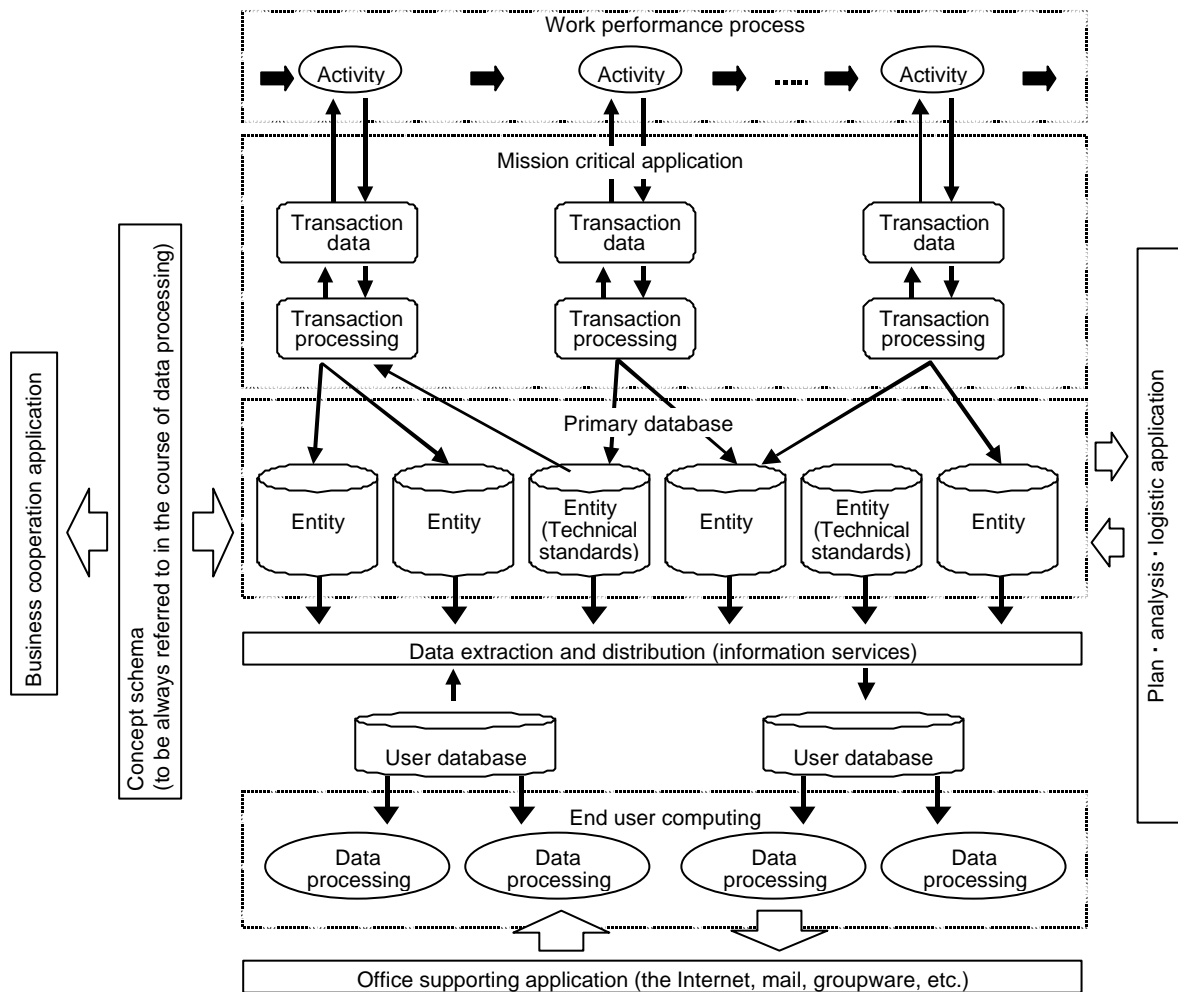 Work performance process
Activity
Activity
Activity
Mission critical application
Transaction
data
Transaction
data
Transaction
data
Transaction
processing
Transaction
processing
Transaction
processing
Primary database
Entity
Entity
Entity
(Technical
standards)
Entity
Entity
(Technical
standards)
Entity
Business cooperation application
Concept schema
(to be always referred to in the course of data processing)
Plan・analysis・logistic application
Data extraction and distribution (information services)
User database
User database
End user computing
Data
processing
Data
processing
Data
processing
Data
processing
Office supporting application (the Internet, mail, groupware, etc.)